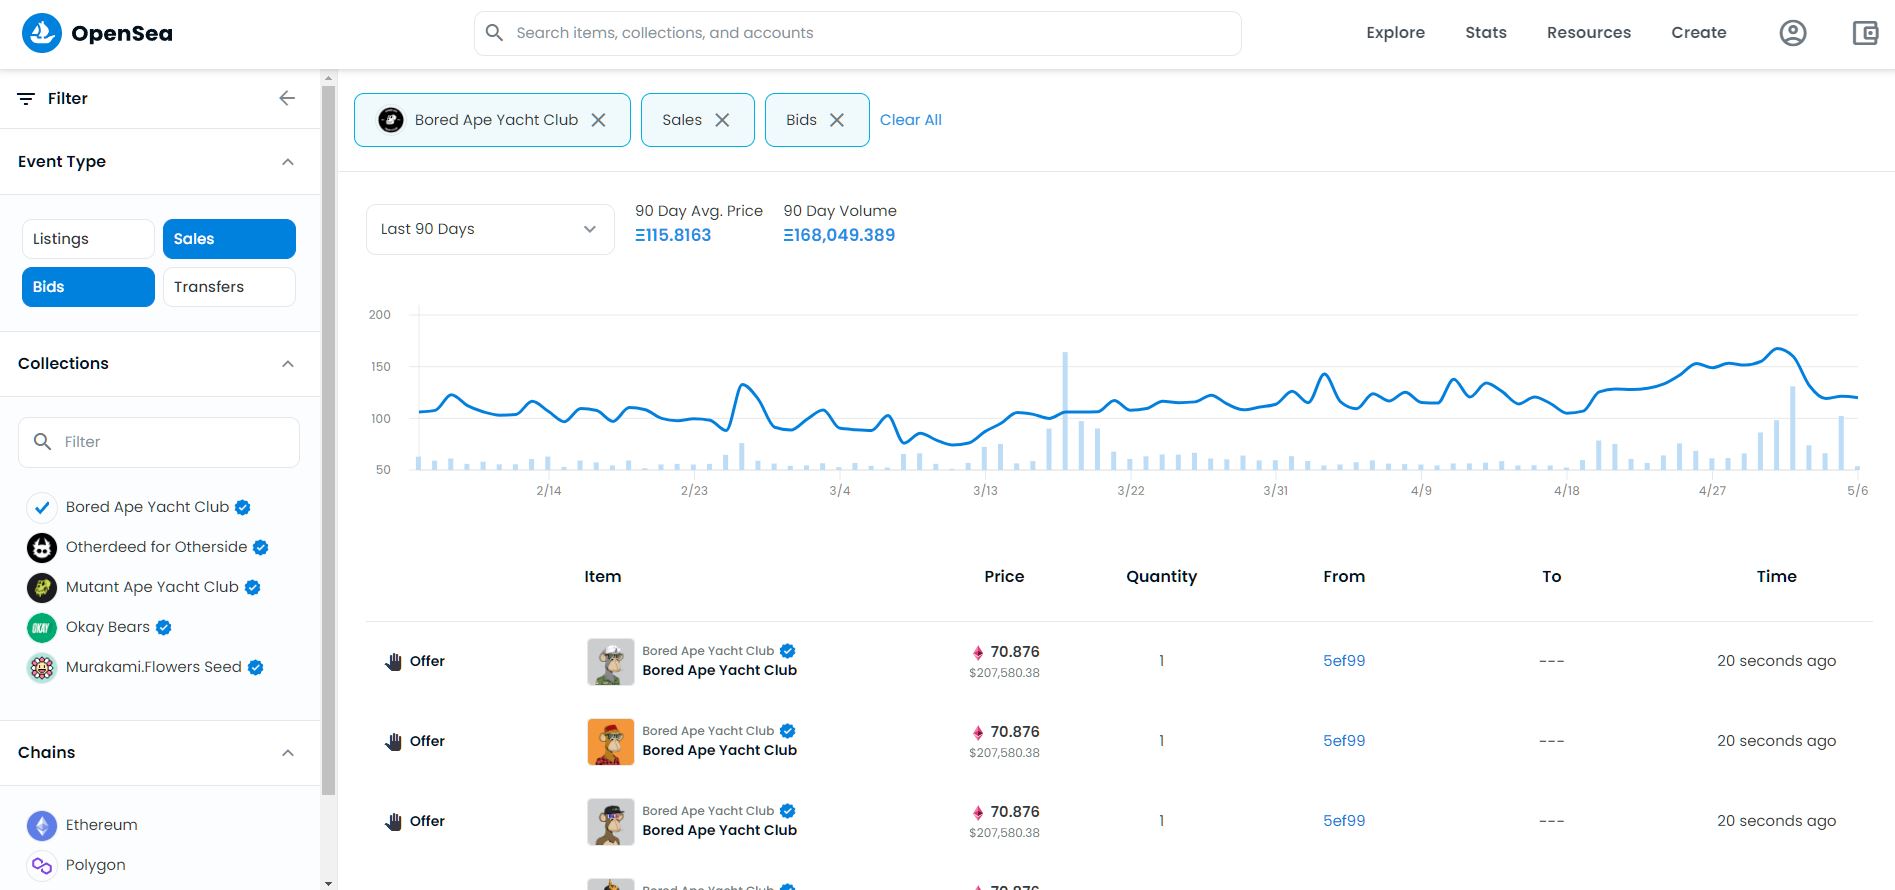 OpenSea
Search items, collections, and accounts
Explore
Stats
Resources
Create
Filter
Event Type
Listings
Sales
Bids
Transfers
Collections
Filter
Bored Ape Yacht Club
Otherdeed for Otherside
Mutant Ape Yacht Club
OKAY
Okay Bears
Murakami.Flowers Seed
Chains
Ethereum
Polygon
Bored Ape Yacht Club
Sales
Bids
Clear All
Last 90 Days
90 Day Avg. Price
Ξ115.8163
90 Day Volume
Ξ168,049.389
200
150
100
50
2/14 2/23 3/4 3/13 3/22 3/31 4/9 4/18 4/27 5/6
Item Price Quantity From To Time
Offer
Bored Ape Yacht Club
Bored Ape Yacht Club
70.876
$207,580.38
1
5ef99
---
20 seconds ago
Offer
Bored Ape Yacht Club
Bored Ape Yacht Club
70.876
$207,580.38
1
5ef99
---
20 seconds ago
Offer
Bored Ape Yacht Club
Bored Ape Yacht Club
70.876
$207,580.38
1
5ef99
---
20 seconds ago
Bored Ape Yacht Club
70.876